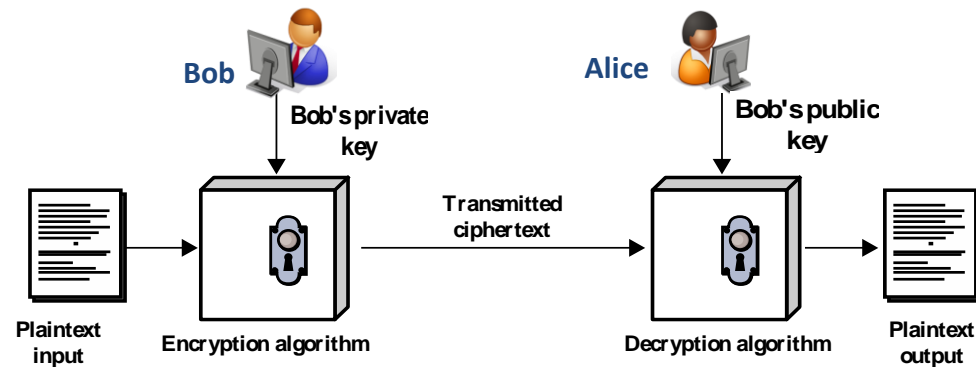 Bob
Alice
Bob's private
key
Bob's public
key
Transmitted
ciphertext
Plaintext
input
Encryption algorithm
Decryption algorithm
Plaintext
output